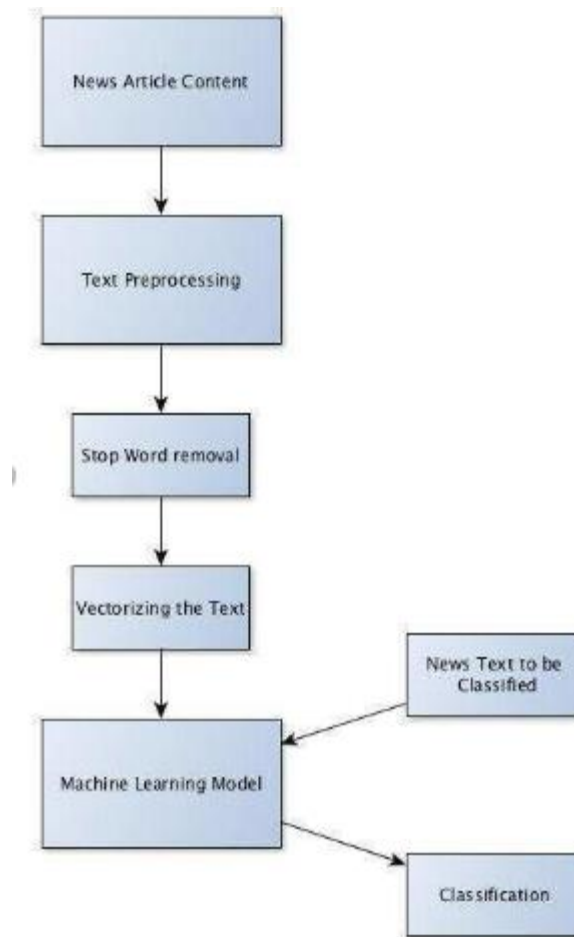 News Article Content
Text Preprocessing
Stop Word removal
Vectorizing the Text
News Text to be
Classified
Machine Learning Model
Classification